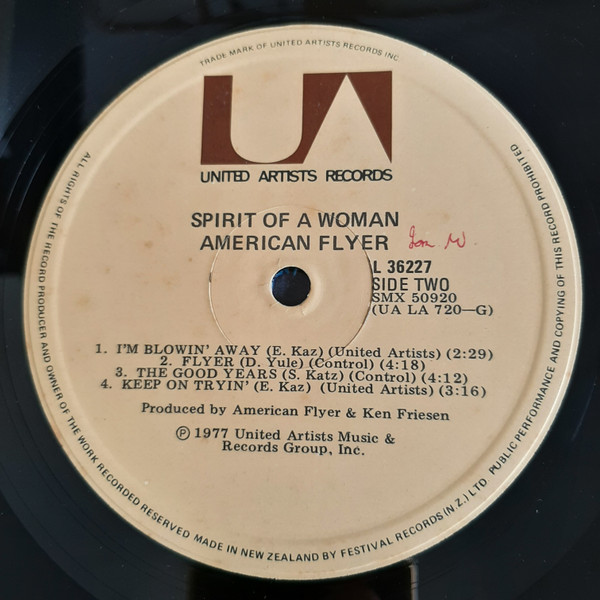 TRADE MARK OF UNITED ARTISTS RECORDS INC.
UA
UNITED ARTISTS RECORDS
SPIRIT OF A WOMAN
AMERICAN FLYER
L 36227
SIDE TWO
SMX 50920
(UA LA 720—G)
1. I'M BLOWIN' AWAY (E. Kaz) (United Artists) (2:29)
2. FLYER (D. Yule) (Control) (4:18)
3. THE GOOD YEARS (S. Katz) (Control) (4:12)
4. KEEP ON TRYIN' (E. Kaz) (United Artists) (3:16)
Produced by American Flyer & Ken Friesen
℗ 1977 United Artists Music &
Records Group, Inc.
ALL RIGHTS OF THE RECORD PRODUCER AND OWNER OF THE WORK RECORDED RESERVED MADE IN NEW ZEALAND BY FESTIVAL RECORDS (N.Z.) LTD. PUBLIC PERFORMANCE AND COPYING OF THIS RECORD PROHIBITED